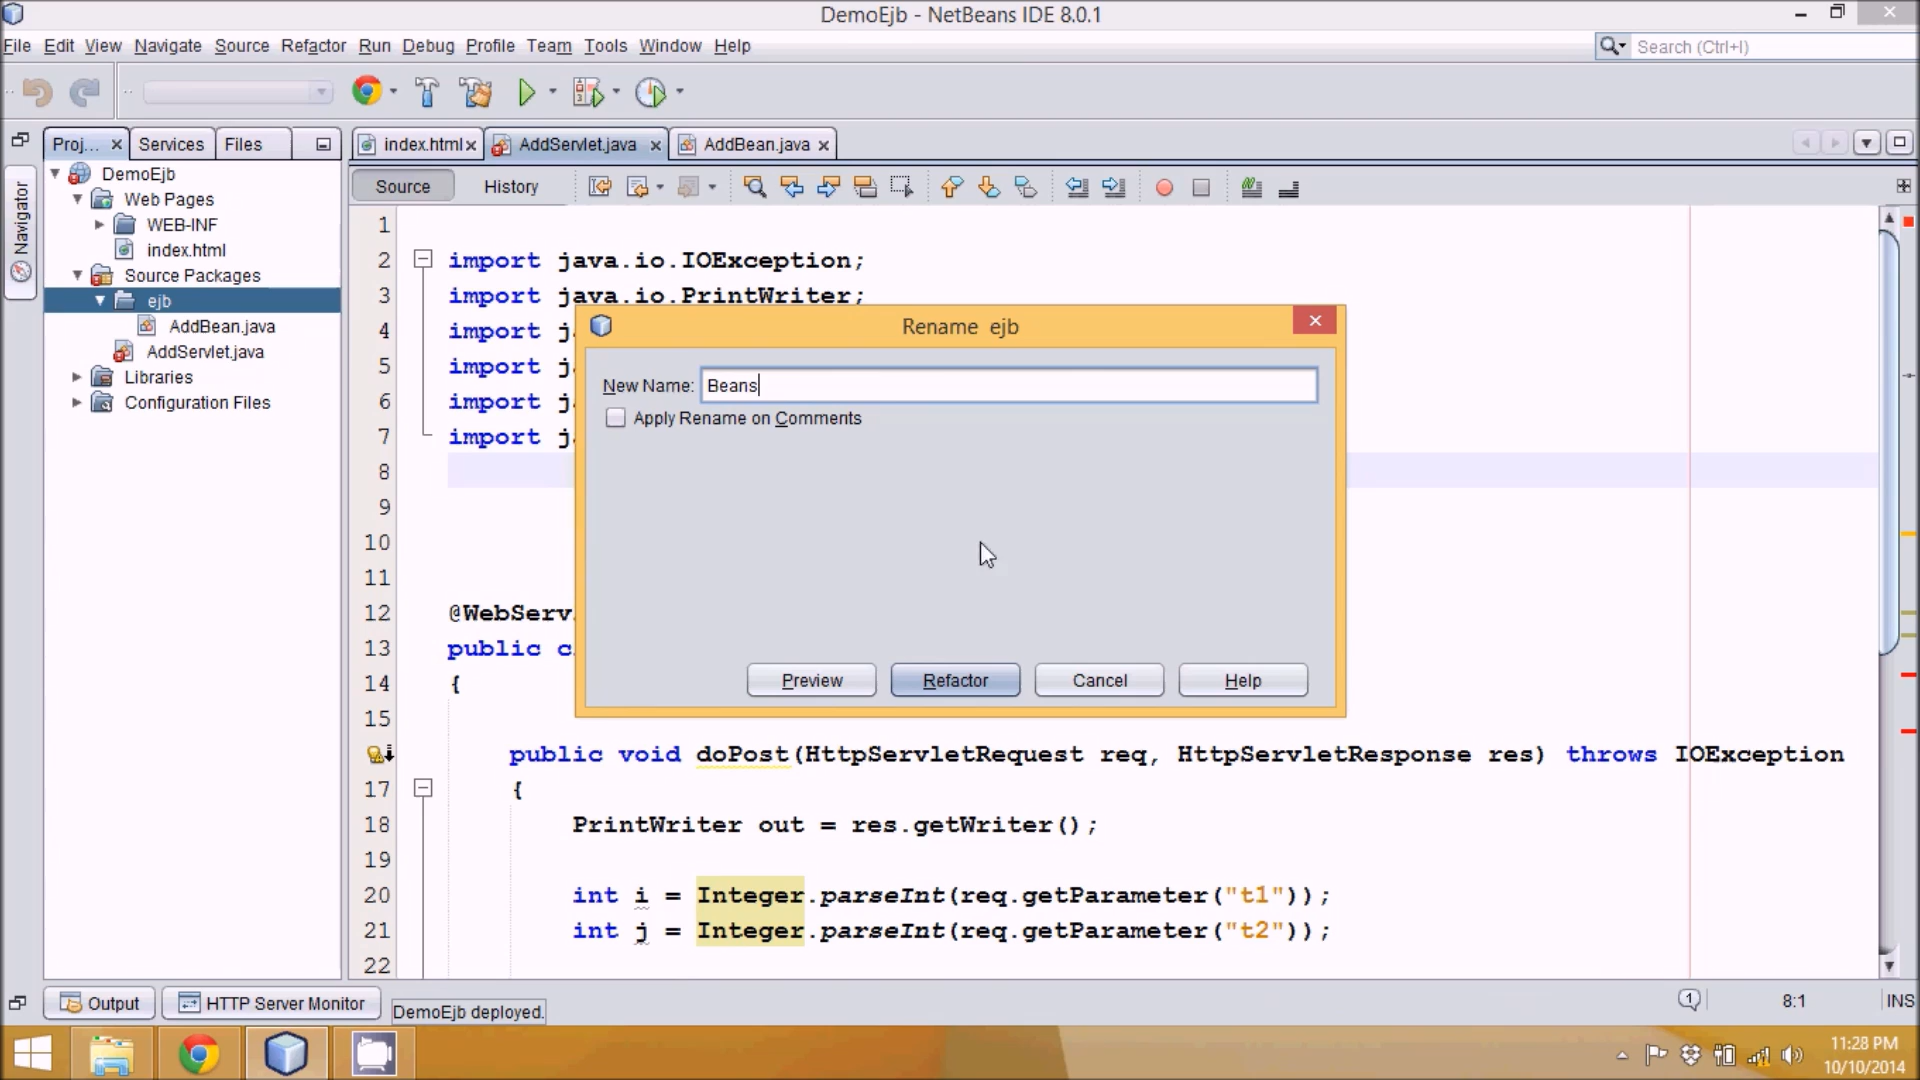 DemoEjb - NetBeans IDE 8.0.1
File Edit View Navigate Source Refactor Run Debug Profile Team Tools Window Help
Search (Ctrl+I)
Proj... Services Files
index.html AddServlet.java AddBean.java
Navigator
Source History
DemoEjb
Web Pages
WEB-INF
index.html
Source Packages
ejb
AddBean.java
AddServlet.java
Libraries
Configuration Files
1
2 import java.io.IOException;
3 import java.io.PrintWriter;
4 import j
5 import j
6 import j
7 import j
8
9
10
11
12 @WebServ
13 public c
14 {
15
public void doPost(HttpServletRequest req, HttpServletResponse res) throws IOException
17 {
18 PrintWriter out = res.getWriter();
19
20 int i = Integer.parseInt(req.getParameter("t1"));
21 int j = Integer.parseInt(req.getParameter("t2"));
22
Rename ejb
New Name: Beans
Apply Rename on Comments
Preview Refactor Cancel Help
Output HTTP Server Monitor DemoEjb deployed.
1 8:1 INS
11:28 PM
10/10/2014